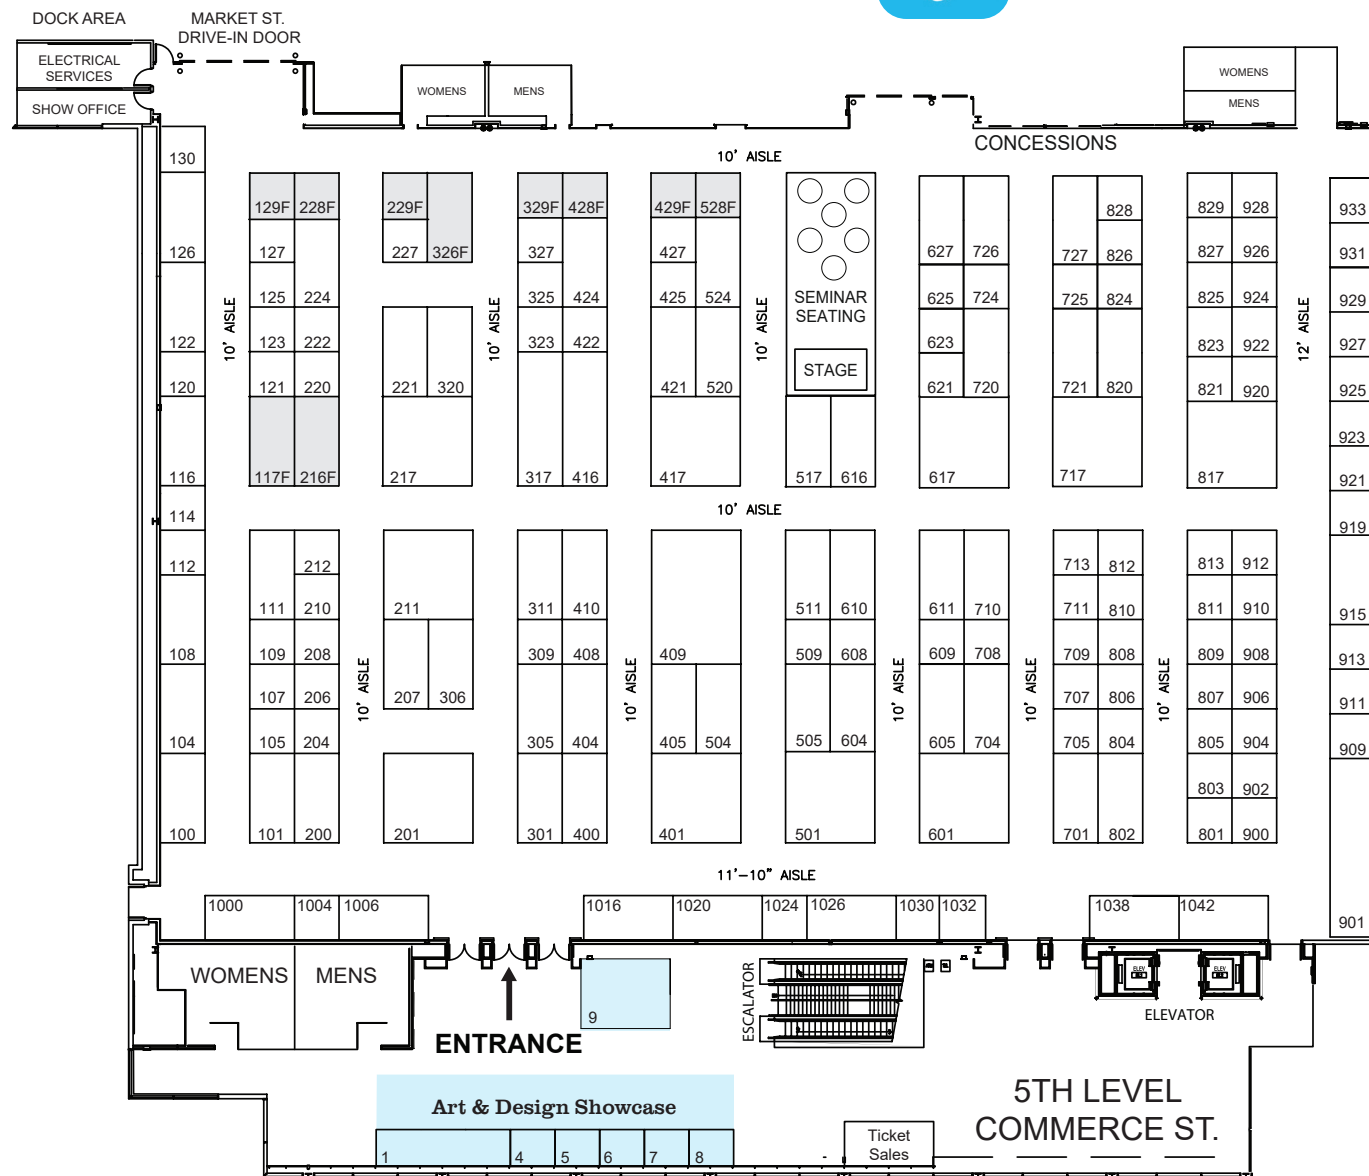 DOCK AREA
MARKET ST.
DRIVE-IN DOOR
ELECTRICAL
SERVICES
SHOW OFFICE
WOMENS
MENS
WOMENS
MENS
CONCESSIONS
10' AISLE
130
129F 228F 229F 329F 428F 429F 528F 828 829 928 933
126 127 227 326F 327 427 627 726 727 826 827 926 931
125 224 325 424 425 524 625 724 725 824 825 924 929
SEMINAR
SEATING
10' AISLE
10' AISLE
10' AISLE
12' AISLE
122 123 222 323 422 623 823 922 927
STAGE
120 121 220 221 320 421 520 621 720 721 820 821 920 925
923
116 117F 216F 217 317 416 417 517 616 617 717 817 921
114
10' AISLE
919
112 212 713 812 813 912
111 210 211 311 410 511 610 611 710 711 810 811 910 915
108 109 208 309 408 409 509 608 609 708 709 808 809 908 913
107 206 207 306 707 806 807 906 911
10' AISLE
10' AISLE
10' AISLE
10' AISLE
10' AISLE
104 105 204 305 404 405 504 505 604 605 704 705 804 805 904 909
803 902
100 101 200 201 301 400 401 501 601 701 802 801 900
11'-10" AISLE
1000 1004 1006 1016 1020 1024 1026 1030 1032 1038 1042
901
WOMENS
MENS
ENTRANCE
9
ESCALATOR
ELEV
ELEV
ELEVATOR
Art & Design Showcase
1 4 5 6 7 8
Ticket
Sales
5TH LEVEL
COMMERCE ST.